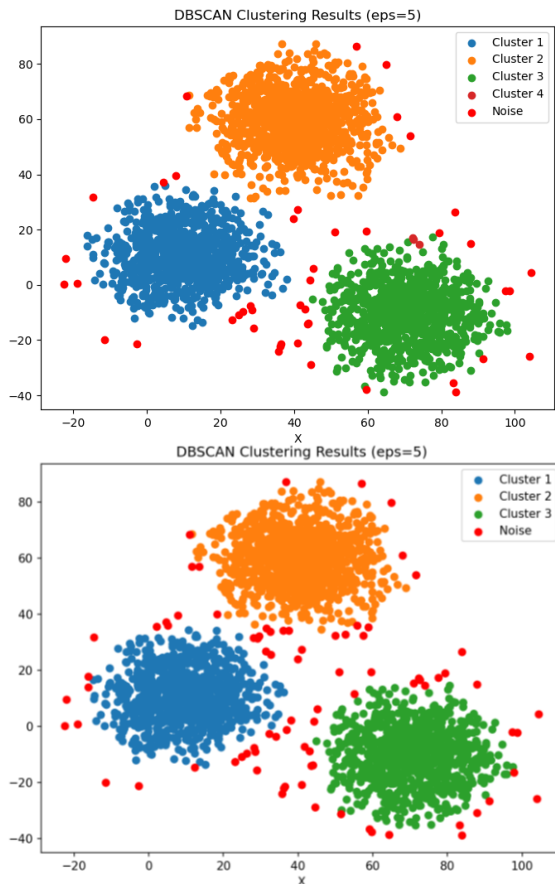 DBSCAN Clustering Results (eps=5)
Cluster 1
Cluster 2
Cluster 3
Cluster 4
Noise
80
60
40
20
0
−20
−40
−20 0 20 40 60 80 100
X
DBSCAN Clustering Results (eps=5)
Cluster 1
Cluster 2
Cluster 3
Noise
80
60
40
20
0
−20
−40
−20 0 20 40 60 80 100
X